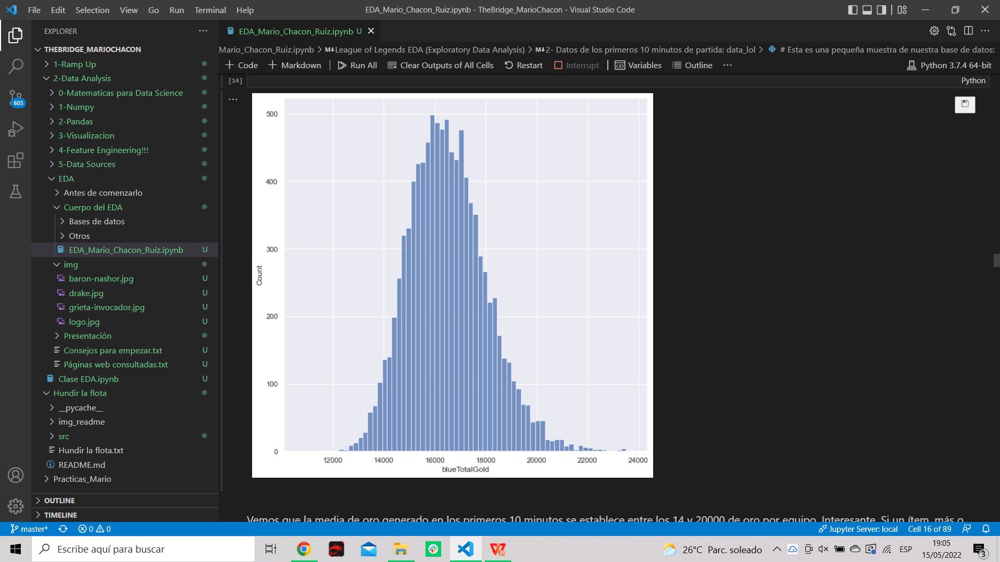 File Edit Selection View Go Run Terminal Help
EDA_Mario_Chacon_Ruiz.ipynb - TheBridge_MarioChacon - Visual Studio Code
EXPLORER
THEBRIDGE_MARIOCHACON
1-Ramp Up
2-Data Analysis
0-Matematicas para Data Science
1-Numpy
2-Pandas
3-Visualizacion
4-Feature Engineering!!!
5-Data Sources
EDA
Antes de comenzarlo
Cuerpo del EDA
Bases de datos
Otros
EDA_Mario_Chacon_Ruiz.ipynb U
img
baron-nashor.jpg U
drake.jpg U
grieta-invocador.jpg U
logo.jpg U
Presentación
Consejos para empezar.txt U
Páginas web consultadas.txt U
Clase EDA.ipynb U
Hundir la flota
__pycache__
img_readme
src
Hundir la flota.txt
README.md
Practicas_Mario
OUTLINE
TIMELINE
605
EDA_Mario_Chacon_Ruiz.ipynb U
_Mario_Chacon_Ruiz.ipynb > M↓League of Legends EDA (Exploratory Data Analysis) > M↓2- Datos de los primeros 10 minutos de partida: data_lol > # Esta es una pequeña muestra de nuestra base de datos:
+ Code + Markdown Run All Clear Outputs of All Cells Restart Interrupt Variables Outline ... Python 3.7.4 64-bit
[14]
Python
500
400
300
200
100
0
Count
12000 14000 16000 18000 20000 22000 24000
blueTotalGold
Vemos que la media de oro generado en los primeros 10 minutos se establece entre los 14 y 20000 de oro por equipo. Interesante. Si un ítem, más o
master* 0 0 Jupyter Server: local Cell 16 of 89
Escribe aquí para buscar
26°C Parc. soleado
ESP
19:05
15/05/2022
3